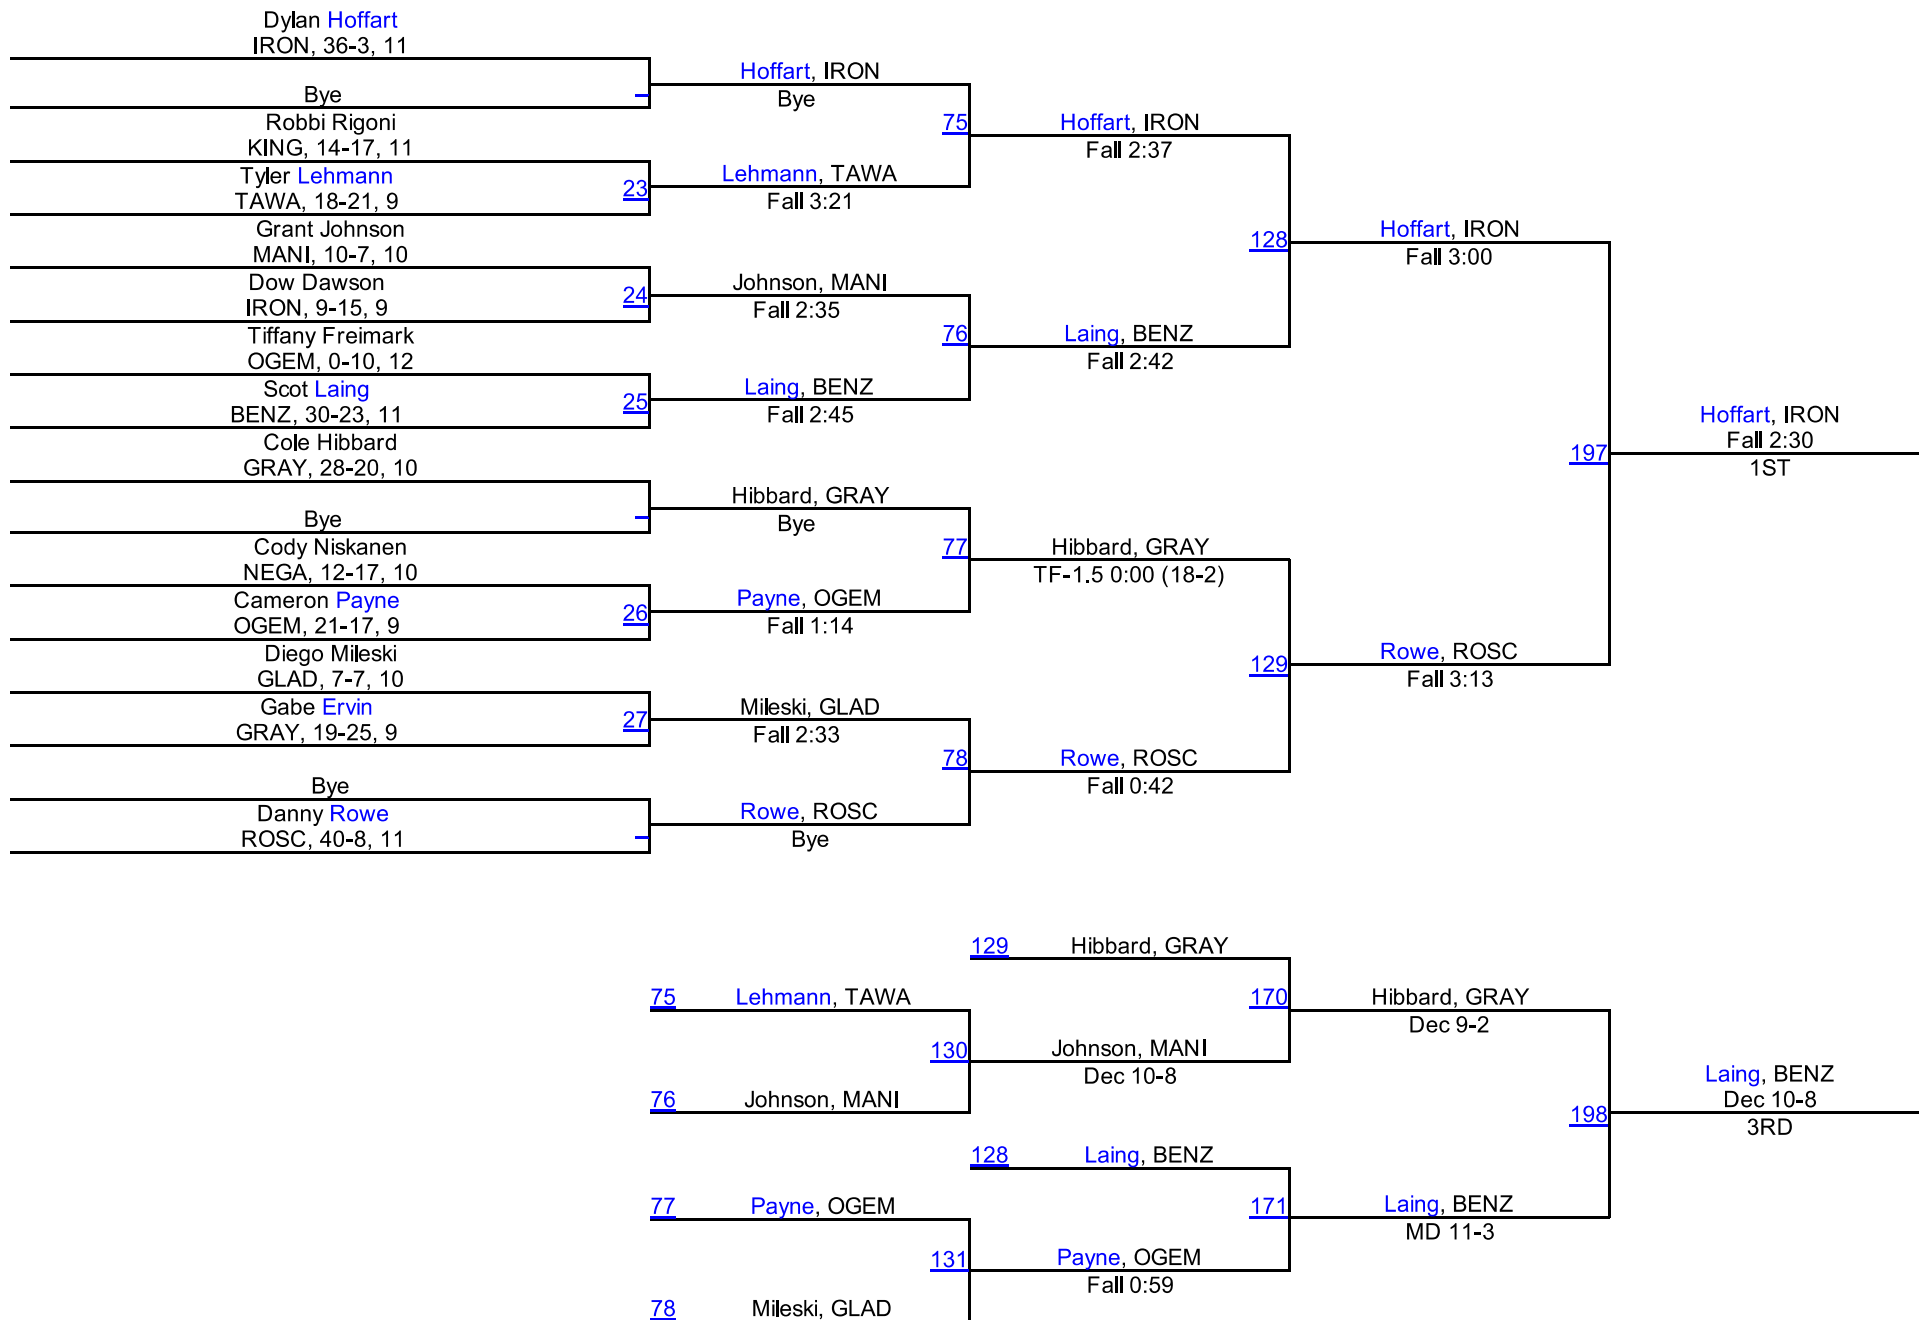 Dylan Hoffart
IRON, 36-3, 11
Bye
Robbi Rigoni
KING, 14-17, 11
Tyler Lehmann
TAWA, 18-21, 9
23
Grant Johnson
MANI, 10-7, 10
Dow Dawson
IRON, 9-15, 9
24
Tiffany Freimark
OGEM, 0-10, 12
Scot Laing
BENZ, 30-23, 11
25
Cole Hibbard
GRAY, 28-20, 10
Bye
Cody Niskanen
NEGA, 12-17, 10
Cameron Payne
OGEM, 21-17, 9
26
Diego Mileski
GLAD, 7-7, 10
Gabe Ervin
GRAY, 19-25, 9
27
Bye
Danny Rowe
ROSC, 40-8, 11
Hoffart, IRON
Bye
75
Lehmann, TAWA
Fall 3:21
Johnson, MANI
Fall 2:35
76
Laing, BENZ
Fall 2:45
Hibbard, GRAY
Bye
77
Payne, OGEM
Fall 1:14
Mileski, GLAD
Fall 2:33
78
Rowe, ROSC
Bye
Hoffart, IRON
Fall 2:37
128
Laing, BENZ
Fall 2:42
Hibbard, GRAY
TF-1.5 0:00 (18-2)
129
Rowe, ROSC
Fall 0:42
Hoffart, IRON
Fall 3:00
197
Rowe, ROSC
Fall 3:13
Hoffart, IRON
Fall 2:30
1ST
129 Hibbard, GRAY
75 Lehmann, TAWA
130
76 Johnson, MANI
Johnson, MANI
Dec 10-8
170
Hibbard, GRAY
Dec 9-2
128 Laing, BENZ
77 Payne, OGEM
131
78 Mileski, GLAD
Payne, OGEM
Fall 0:59
171
Laing, BENZ
MD 11-3
198
Laing, BENZ
Dec 10-8
3RD